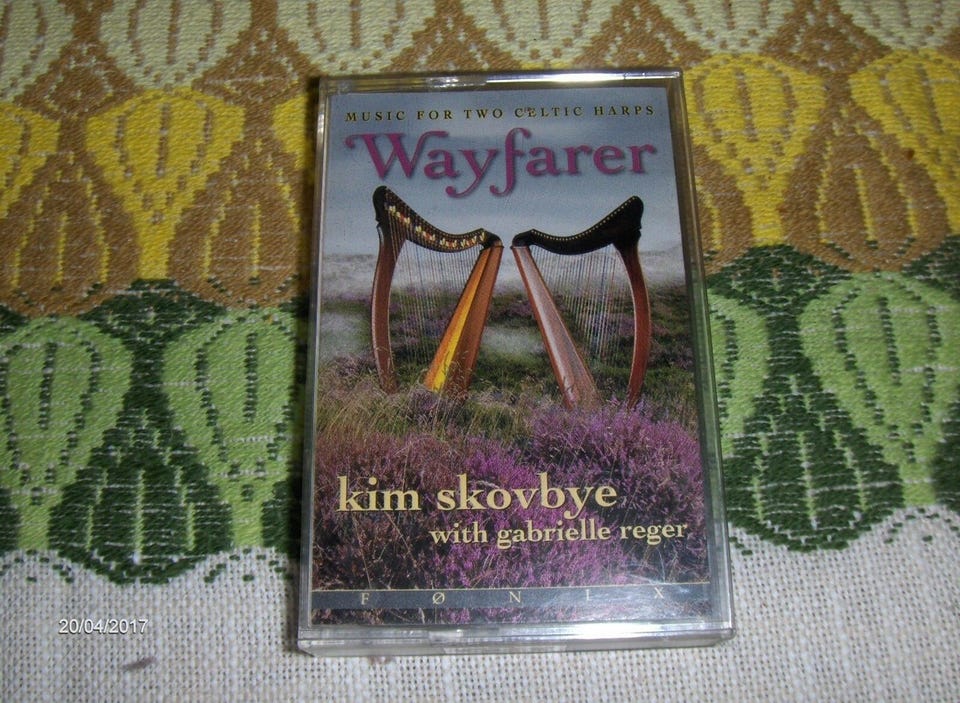 MUSIC FOR TWO CELTIC HARPS
Wayfarer
kim skovbye
with gabrielle reger
FØNIX
20/04/2017